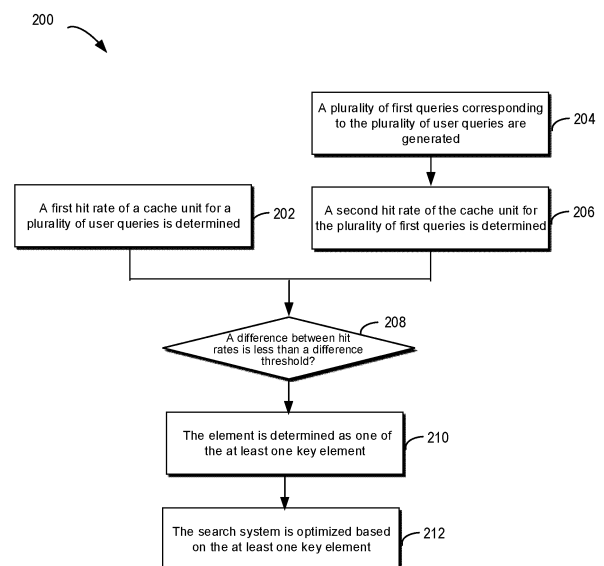 200
A plurality of first queries corresponding
to the plurality of user queries are
generated
204
A first hit rate of a cache unit for a
plurality of user queries is determined
202
A second hit rate of the cache unit for
the plurality of first queries is determined
206
208
A difference between hit
rates is less than a difference
threshold?
The element is determined as one of
the at least one key element
210
The search system is optimized based
on the at least one key element
212